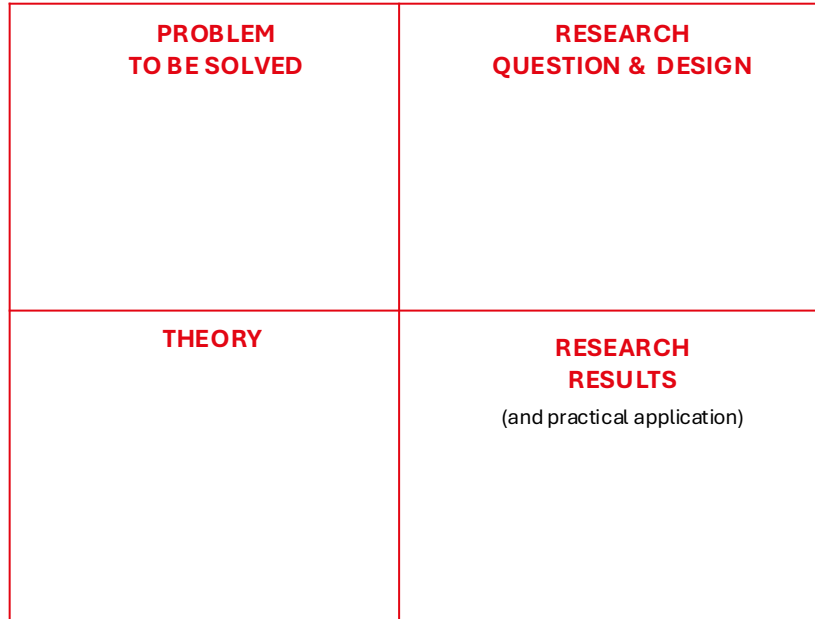 PROBLEM
TO BE SOLVED
RESEARCH
QUESTION & DESIGN
THEORY
RESEARCH
RESULTS
(and practical application)